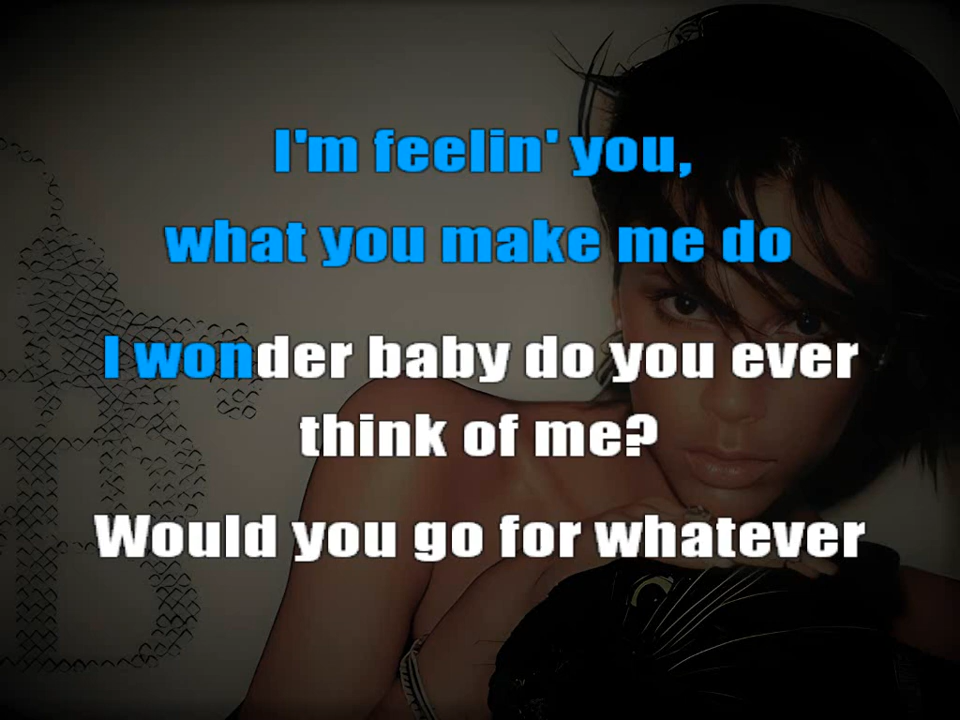 I'm feelin' you,
what you make me do
I wonder baby do you ever
think of me?
Would you go for whatever